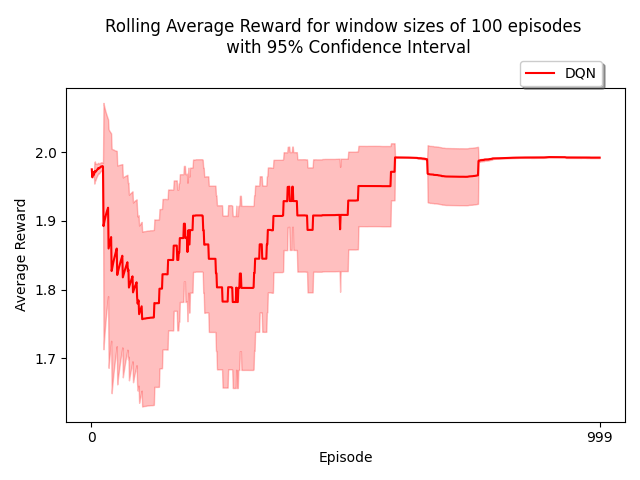 Rolling Average Reward for window sizes of 100 episodes
with 95% Confidence Interval
DQN
2.0
1.9
1.8
1.7
Average Reward
0
999
Episode